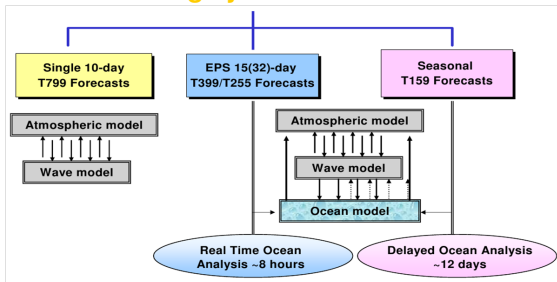 Single 10-day
T799 Forecasts
EPS 15(32)-day
T399/T255 Forecasts
Seasonal
T159 Forecasts
Atmospheric model
Wave model
Atmospheric model
Wave model
Ocean model
Real Time Ocean
Analysis ~8 hours
Delayed Ocean Analysis
~12 days